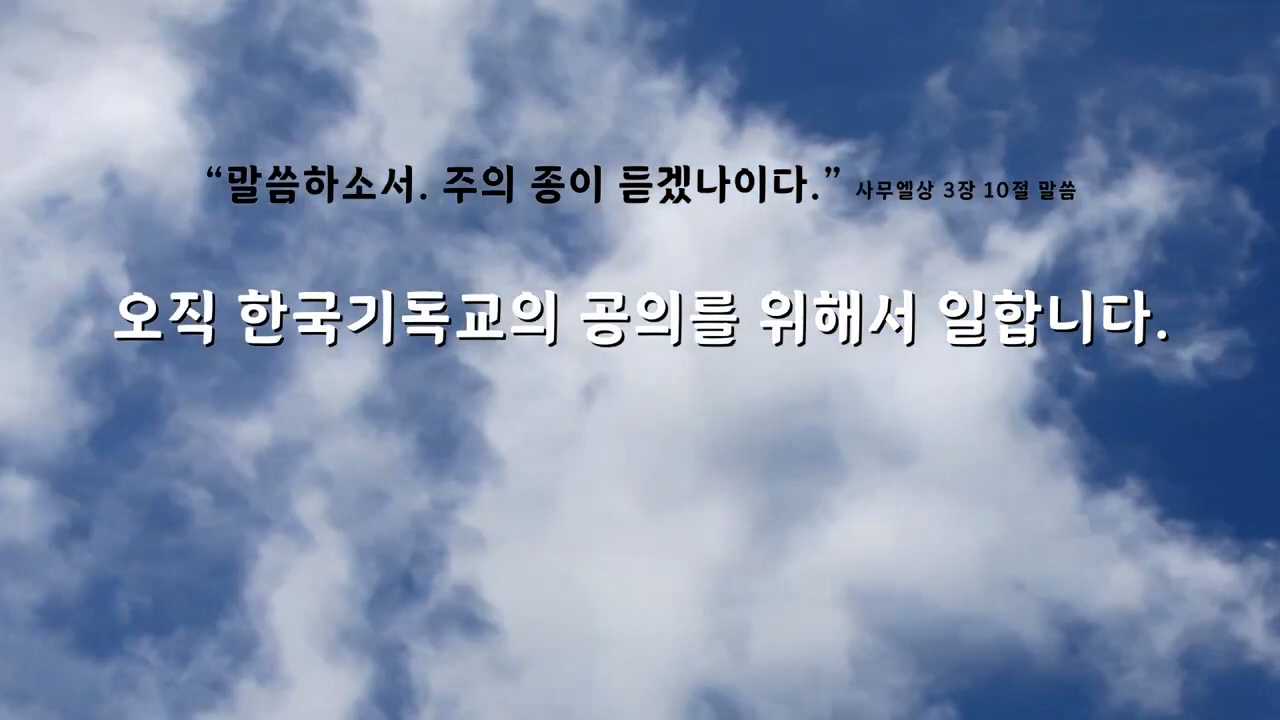 “말씀하소서. 주의 종이 듣겠나이다.” 사무엘상 3장 10절 말씀
오직 한국기독교의 공의를 위해서 일합니다.